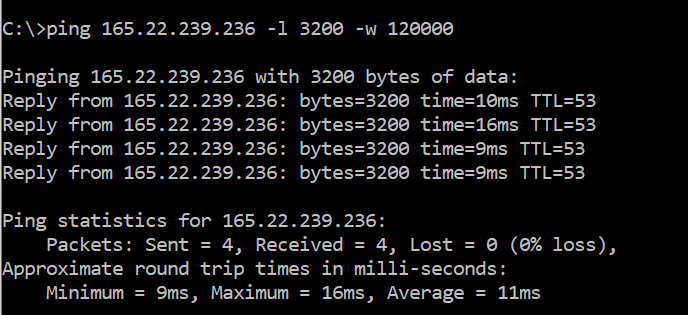 C:\>ping 165.22.239.236 -l 3200 -w 120000
Pinging 165.22.239.236 with 3200 bytes of data:
Reply from 165.22.239.236: bytes=3200 time=10ms TTL=53
Reply from 165.22.239.236: bytes=3200 time=16ms TTL=53
Reply from 165.22.239.236: bytes=3200 time=9ms TTL=53
Reply from 165.22.239.236: bytes=3200 time=9ms TTL=53
Ping statistics for 165.22.239.236:
    Packets: Sent = 4, Received = 4, Lost = 0 (0% loss),
Approximate round trip times in milli-seconds:
    Minimum = 9ms, Maximum = 16ms, Average = 11ms